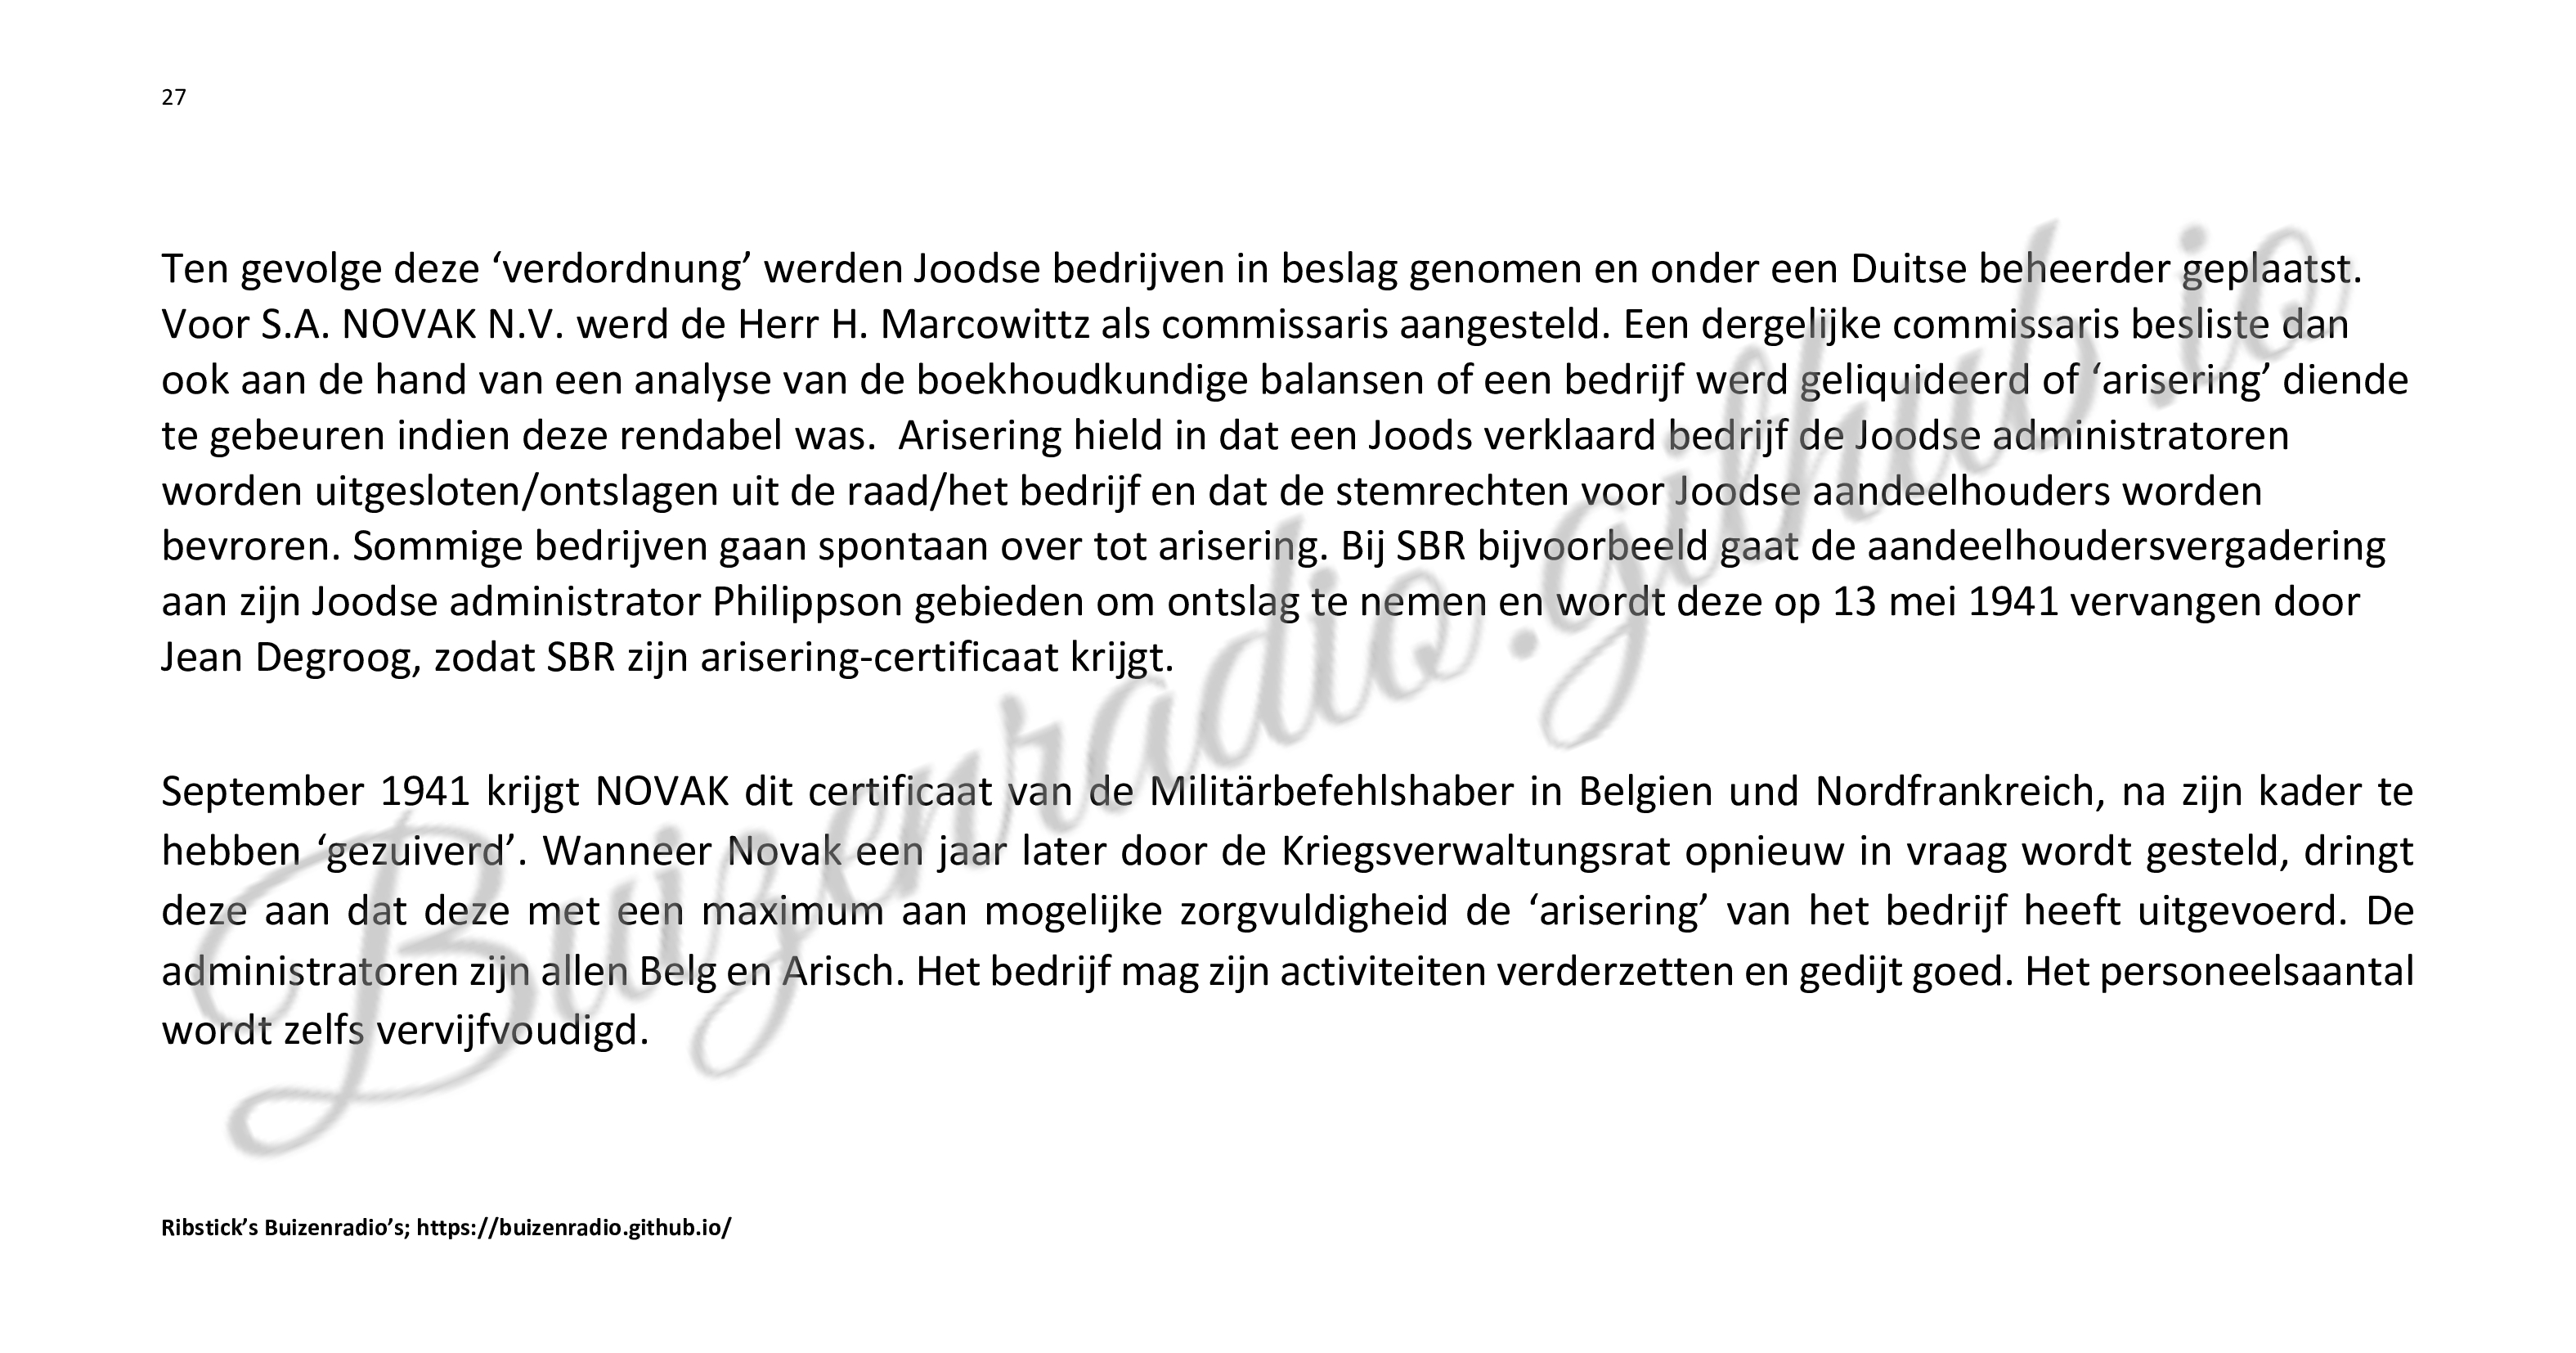 27
Ten gevolge deze ‘verdordnung’ werden Joodse bedrijven in beslag genomen en onder een Duitse beheerder geplaatst.
Voor S.A. NOVAK N.V. werd de Herr H. Marcowittz als commissaris aangesteld. Een dergelijke commissaris besliste dan
ook aan de hand van een analyse van de boekhoudkundige balansen of een bedrijf werd geliquideerd of ‘arisering’ diende
te gebeuren indien deze rendabel was.  Arisering hield in dat een Joods verklaard bedrijf de Joodse administratoren
worden uitgesloten/ontslagen uit de raad/het bedrijf en dat de stemrechten voor Joodse aandeelhouders worden
bevroren. Sommige bedrijven gaan spontaan over tot arisering. Bij SBR bijvoorbeeld gaat de aandeelhoudersvergadering
aan zijn Joodse administrator Philippson gebieden om ontslag te nemen en wordt deze op 13 mei 1941 vervangen door
Jean Degroog, zodat SBR zijn arisering-certificaat krijgt.
September 1941 krijgt NOVAK dit certificaat van de Militärbefehlshaber in Belgien und Nordfrankreich, na zijn kader te
hebben ‘gezuiverd’. Wanneer Novak een jaar later door de Kriegsverwaltungsrat opnieuw in vraag wordt gesteld, dringt
deze aan dat deze met een maximum aan mogelijke zorgvuldigheid de ‘arisering’ van het bedrijf heeft uitgevoerd. De
administratoren zijn allen Belg en Arisch. Het bedrijf mag zijn activiteiten verderzetten en gedijt goed. Het personeelsaantal
wordt zelfs vervijfvoudigd.
Buizenradio.github.io
Ribstick’s Buizenradio’s; https://buizenradio.github.io/